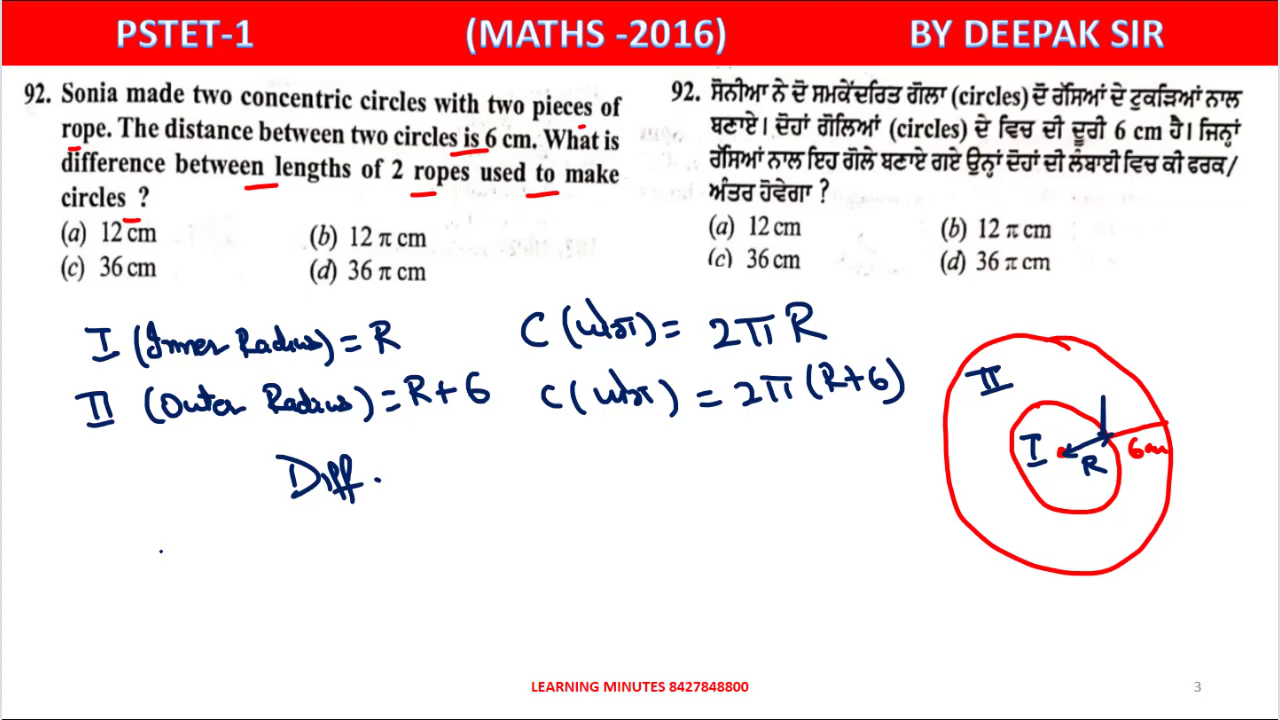 PSTET-1 (MATHS -2016) BY DEEPAK SIR
92. Sonia made two concentric circles with two pieces of
rope. The distance between two circles is 6 cm. What is
difference between lengths of 2 ropes used to make
circles ?
(a) 12 cm (b) 12 π cm
(c) 36 cm (d) 36 π cm
92. ਸੋਨੀਆ ਨੇ ਦੋ ਸਮਕੇਂਦਰਿਤ ਗੋਲਾ (circles) ਦੋ ਰੱਸਿਆਂ ਦੇ ਟੁਕੜਿਆਂ ਨਾਲ
ਬਣਾਏ। ਦੋਹਾਂ ਗੋਲਿਆਂ (circles) ਦੇ ਵਿਚ ਦੀ ਦੂਰੀ 6 cm ਹੈ। ਜਿਨ੍ਹਾਂ
ਰੱਸਿਆਂ ਨਾਲ ਇਹ ਗੋਲੇ ਬਣਾਏ ਗਏ ਉਨ੍ਹਾਂ ਦੋਹਾਂ ਦੀ ਲੰਬਾਈ ਵਿਚ ਕੀ ਫਰਕ/
ਅੰਤਰ ਹੋਵੇਗਾ ?
(a) 12 cm (b) 12 π cm
(c) 36 cm (d) 36 π cm
I (Inner Radius) = R C ( ) = 2π R
II (Outer Radius) = R + 6 C ( ) = 2π (R+6)
Diff.
II
I R 6cm
LEARNING MINUTES 8427848800 3